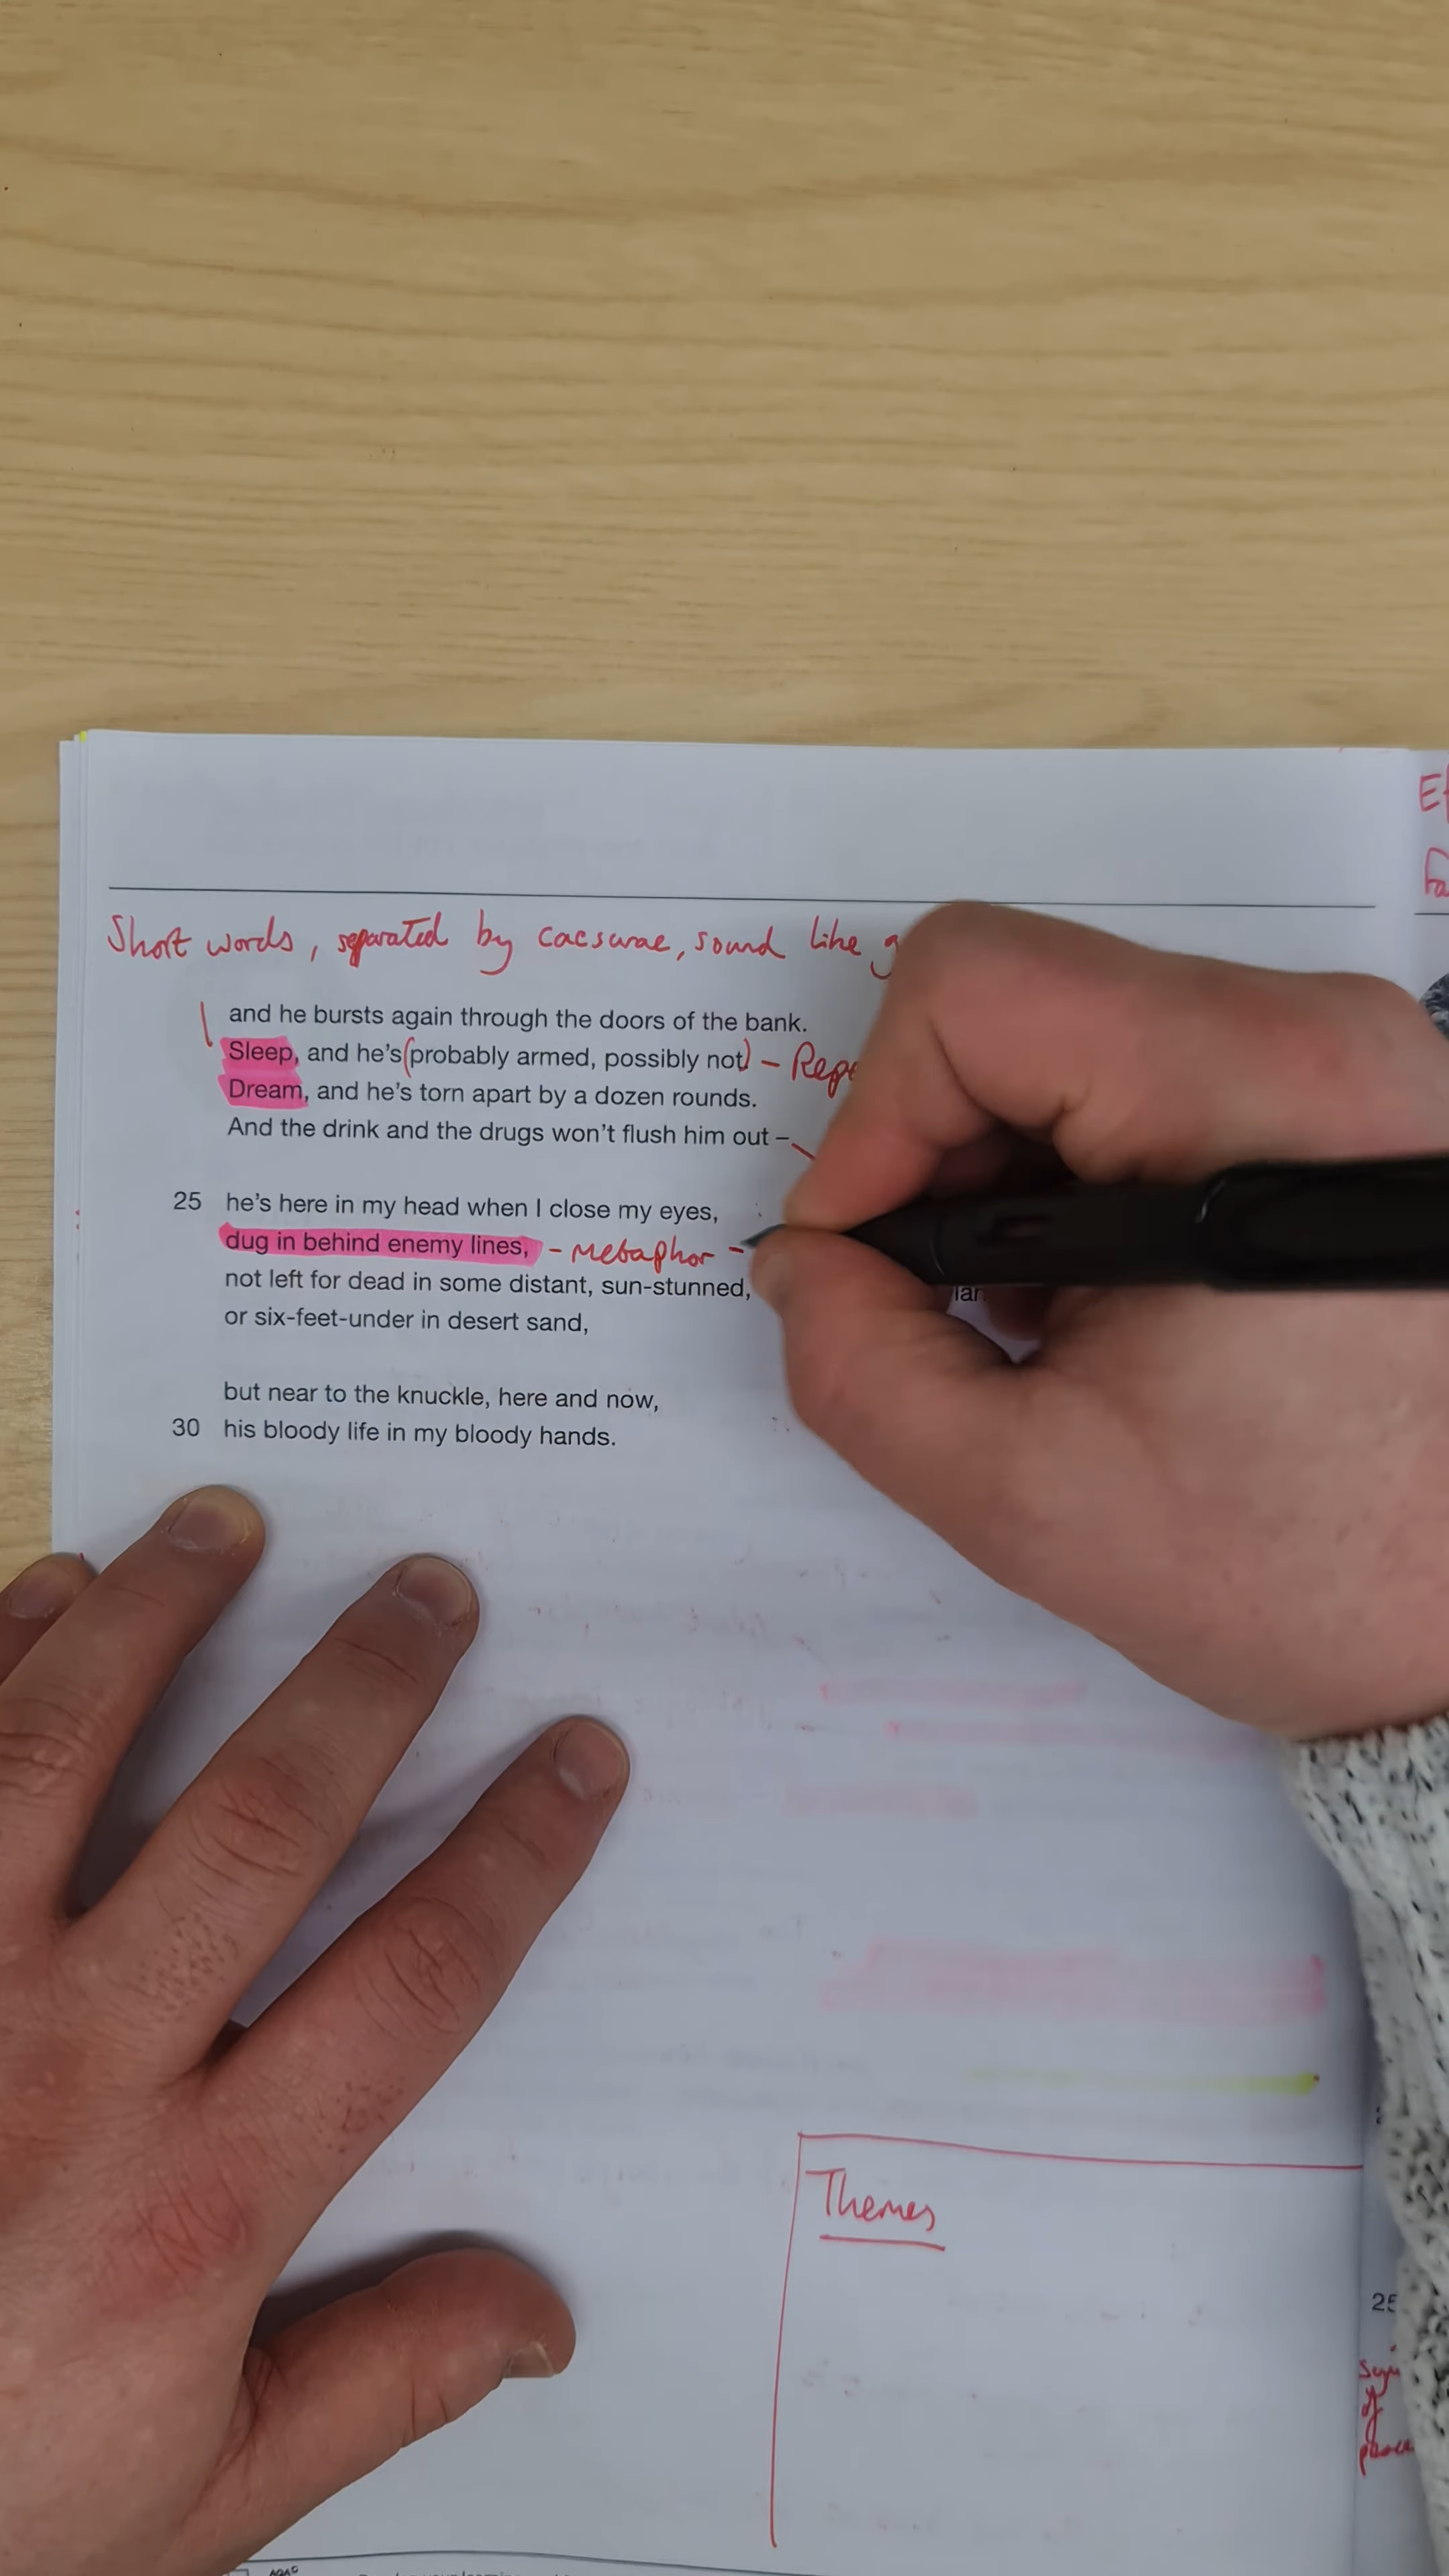 Short words, separated by caesurae, sound like
and he bursts again through the doors of the bank.
Sleep, and he's (probably armed, possibly not) –
Dream, and he's torn apart by a dozen rounds.
And the drink and the drugs won't flush him out –
25 he's here in my head when I close my eyes,
dug in behind enemy lines, - Metaphor -
not left for dead in some distant, sun-stunned,
or six-feet-under in desert sand,
but near to the knuckle, here and now,
30 his bloody life in my bloody hands.
Themes
of